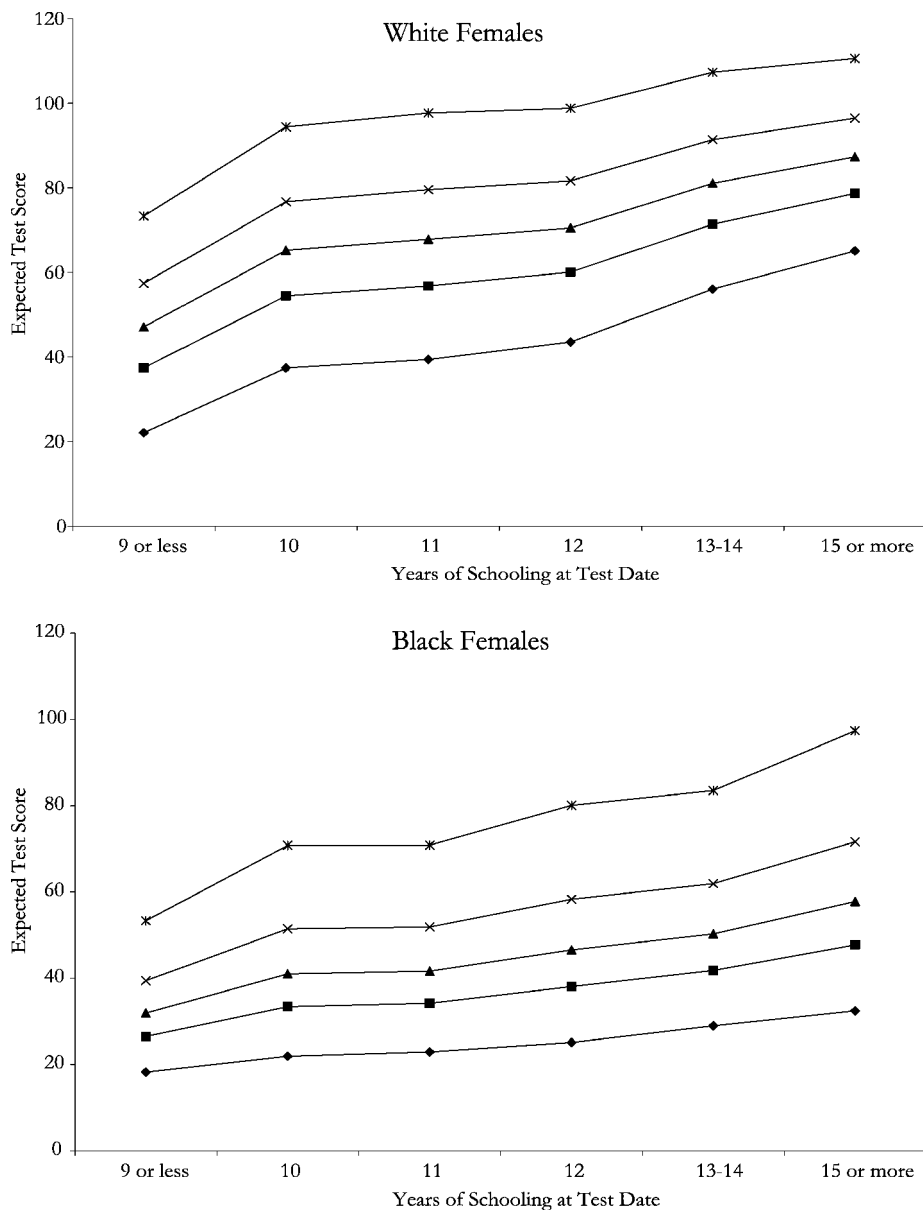 White Females
120
100
80
60
40
20
0
Expected Test Score
9 or less 10 11 12 13-14 15 or more
Years of Schooling at Test Date
Black Females
120
100
80
60
40
20
0
Expected Test Score
9 or less 10 11 12 13-14 15 or more
Years of Schooling at Test Date